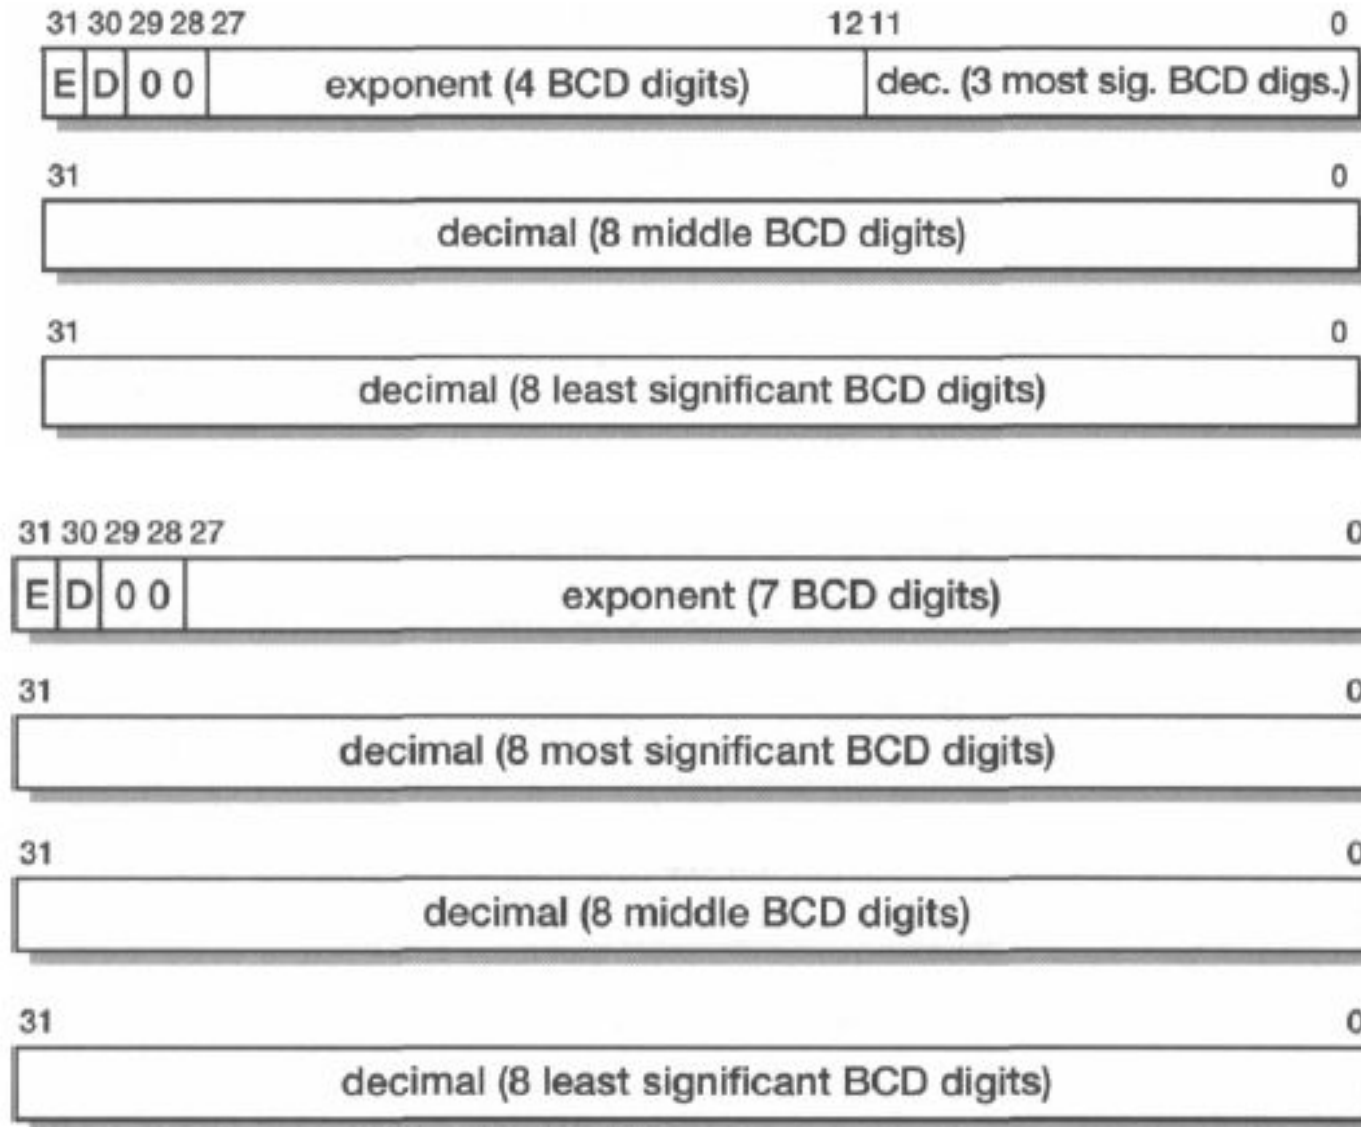 31 30 29 28 27 12 11 0
E D 0 0 exponent (4 BCD digits) dec. (3 most sig. BCD digs.)
31 0
decimal (8 middle BCD digits)
31 0
decimal (8 least significant BCD digits)
31 30 29 28 27 0
E D 0 0 exponent (7 BCD digits)
31 0
decimal (8 most significant BCD digits)
31 0
decimal (8 middle BCD digits)
31 0
decimal (8 least significant BCD digits)